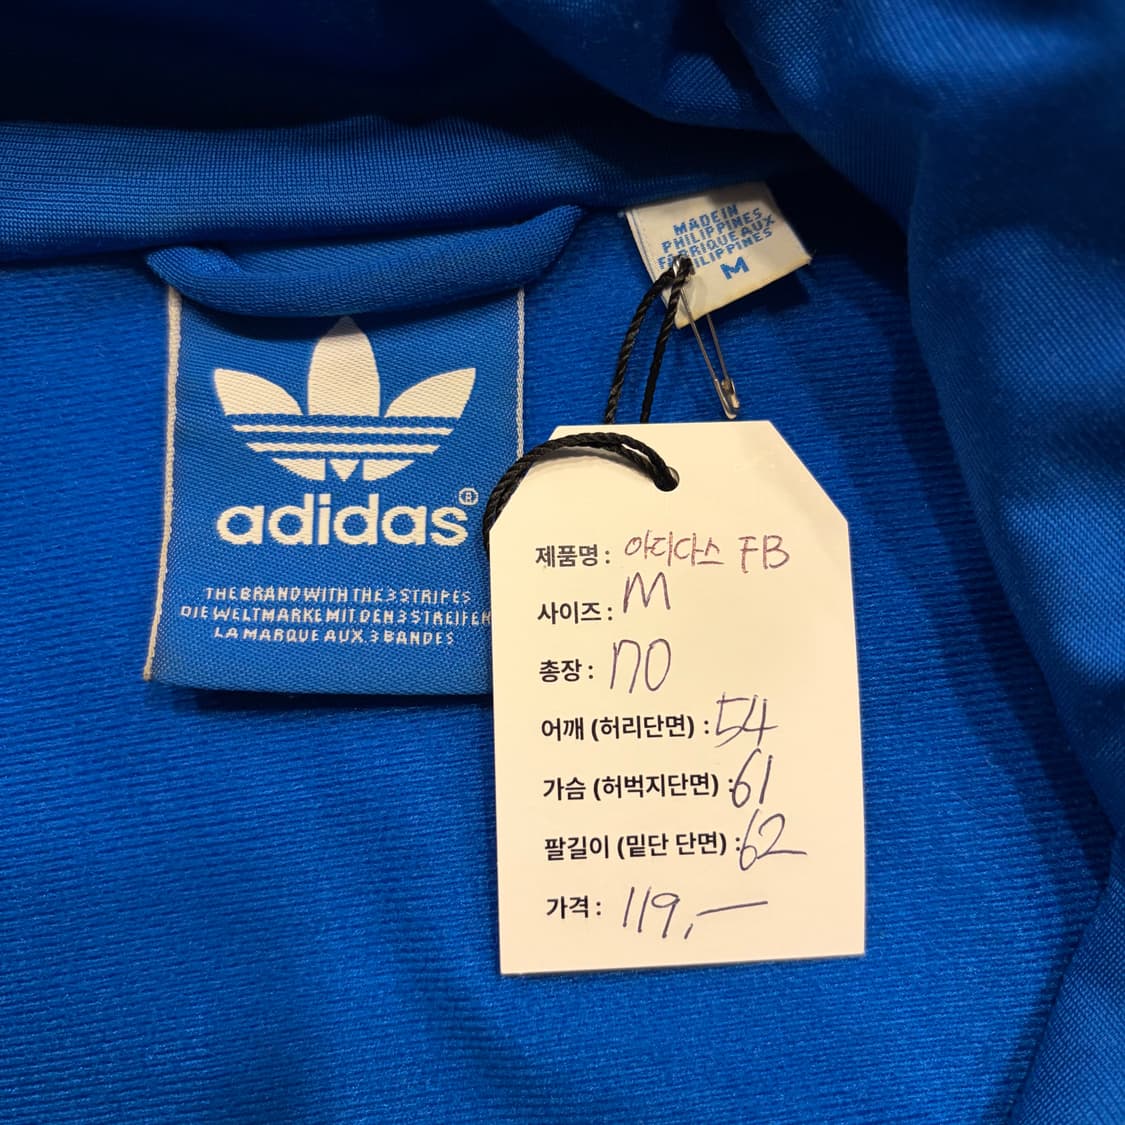 MADE IN
PHILIPPINES
FABRIQUE AUX
PHILIPPINES
M
adidas®
THE BRAND WITH THE 3 STRIPES
DIE WELTMARKE MIT DEN 3 STREIFEN
LA MARQUE AUX 3 BANDES
제품명 : 아디다스 FB
사이즈 : M
총장 : 70
어깨 (허리단면) : 54
가슴 (허벅지단면) : 61
팔길이 (밑단 단면) : 62
가격 : 119,—